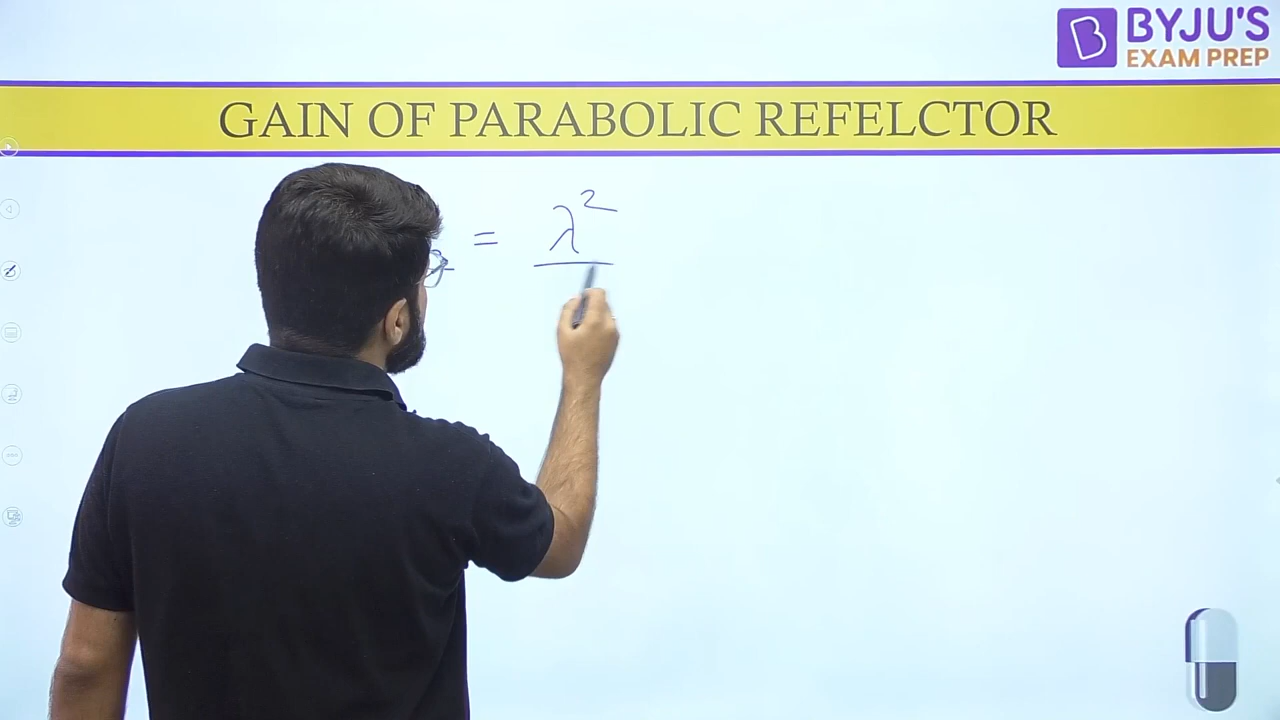 BYJU'S
EXAM PREP
GAIN OF PARABOLIC REFELCTOR
= λ²